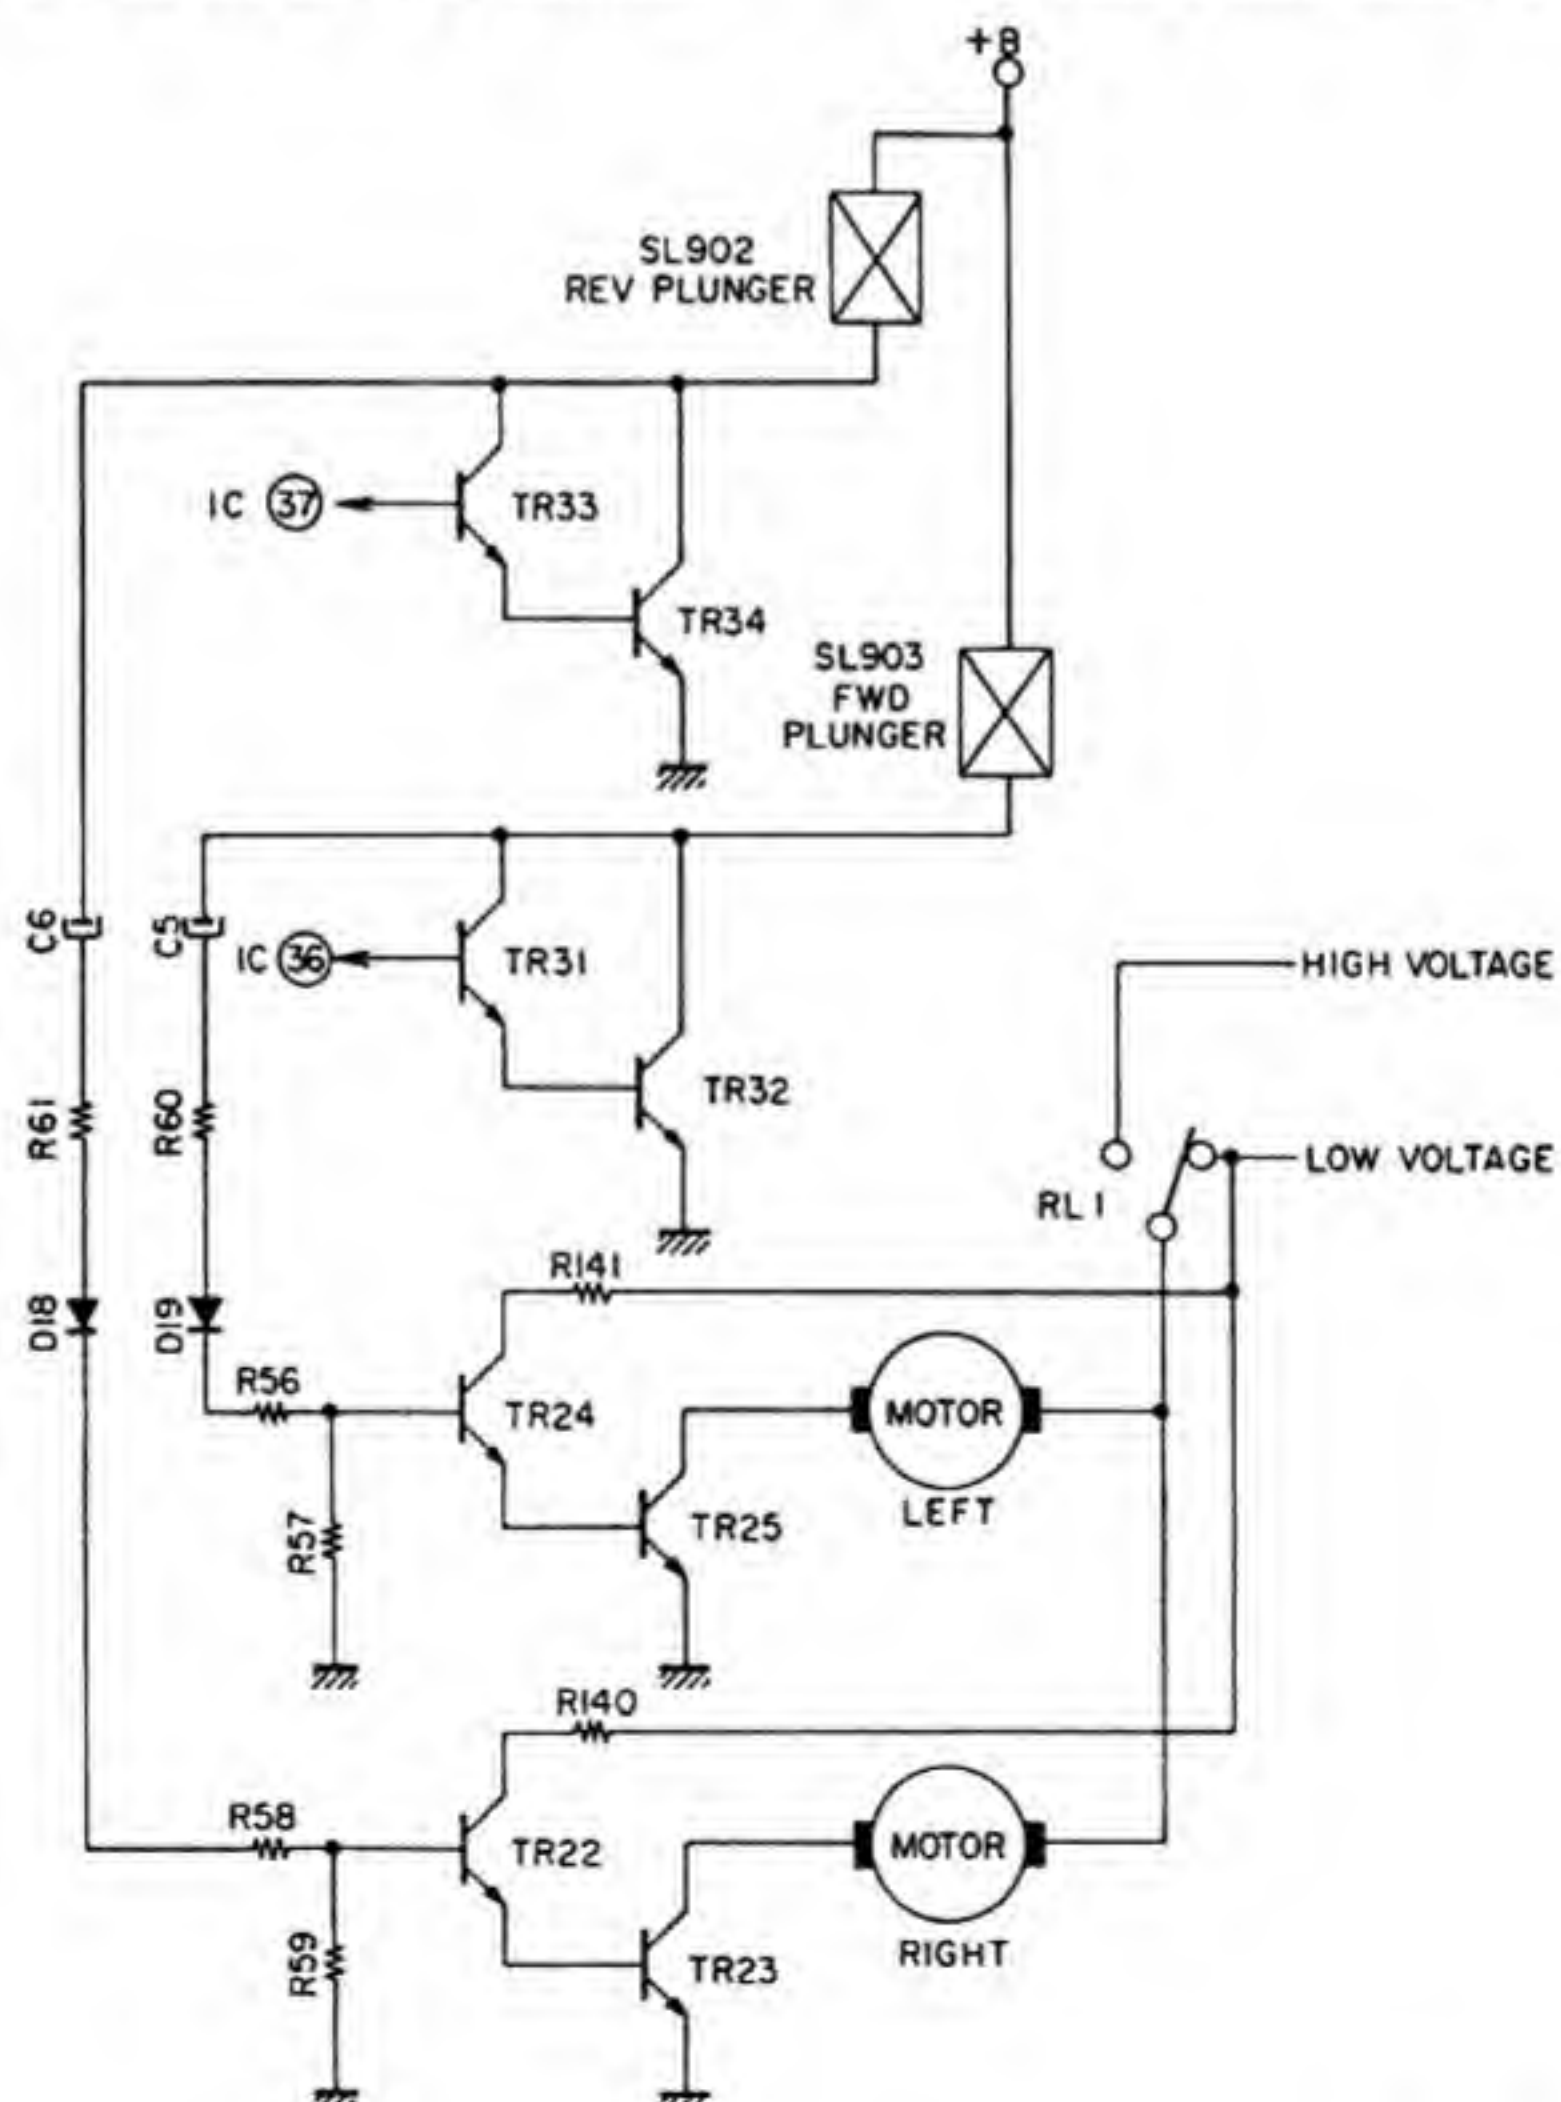 +B
SL902
REV PLUNGER
IC 37
TR33
TR34
SL903
FWD
PLUNGER
C6
C5
IC 36
TR31
HIGH VOLTAGE
R61
R60
TR32
LOW VOLTAGE
RL1
R141
D18
D19
R56
TR24
MOTOR
LEFT
R57
TR25
R140
R58
TR22
MOTOR
RIGHT
R59
TR23